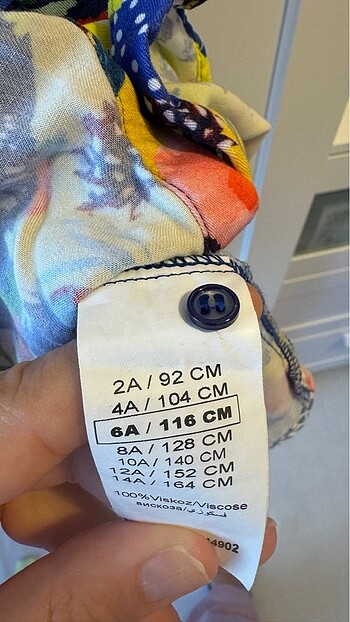 2A / 92 CM
4A / 104 CM
6A / 116 CM
8A / 128 CM
10A / 140 CM
12A / 152 CM
14A / 164 CM
100%Viskoz/Viscose
вискоза/فسكوزي
4902